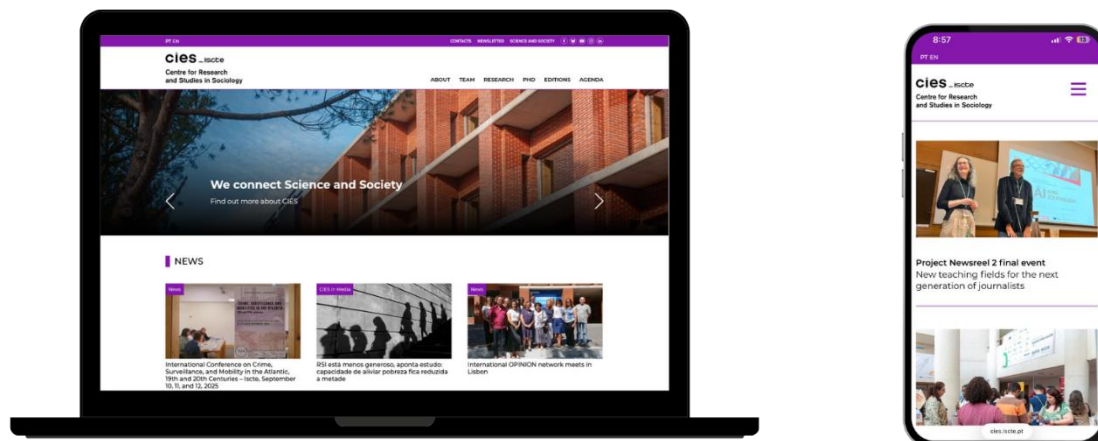 PT EN
CONTACTS NEWSLETTER SCIENCE AND SOCIETY
cies_iscte
Centre for Research
and Studies in Sociology
ABOUT TEAM RESEARCH PHD EDITIONS AGENDA
We connect Science and Society
Find out more about CIES
NEWS
News
International Conference on Crime,
Surveillance, and Mobility in the Atlantic,
19th and 20th Centuries – Iscte, September
10, 11, and 12, 2025
CIES in Media
RSI está menos generoso, aponta estudo:
capacidade de aliviar pobreza fica reduzida
a metade
News
International OPINION network meets in
Lisbon
8:57
PT EN
cies_iscte
Centre for Research
and Studies in Sociology
Project Newsreel 2 final event
New teaching fields for the next
generation of journalists
cies.iscte.pt